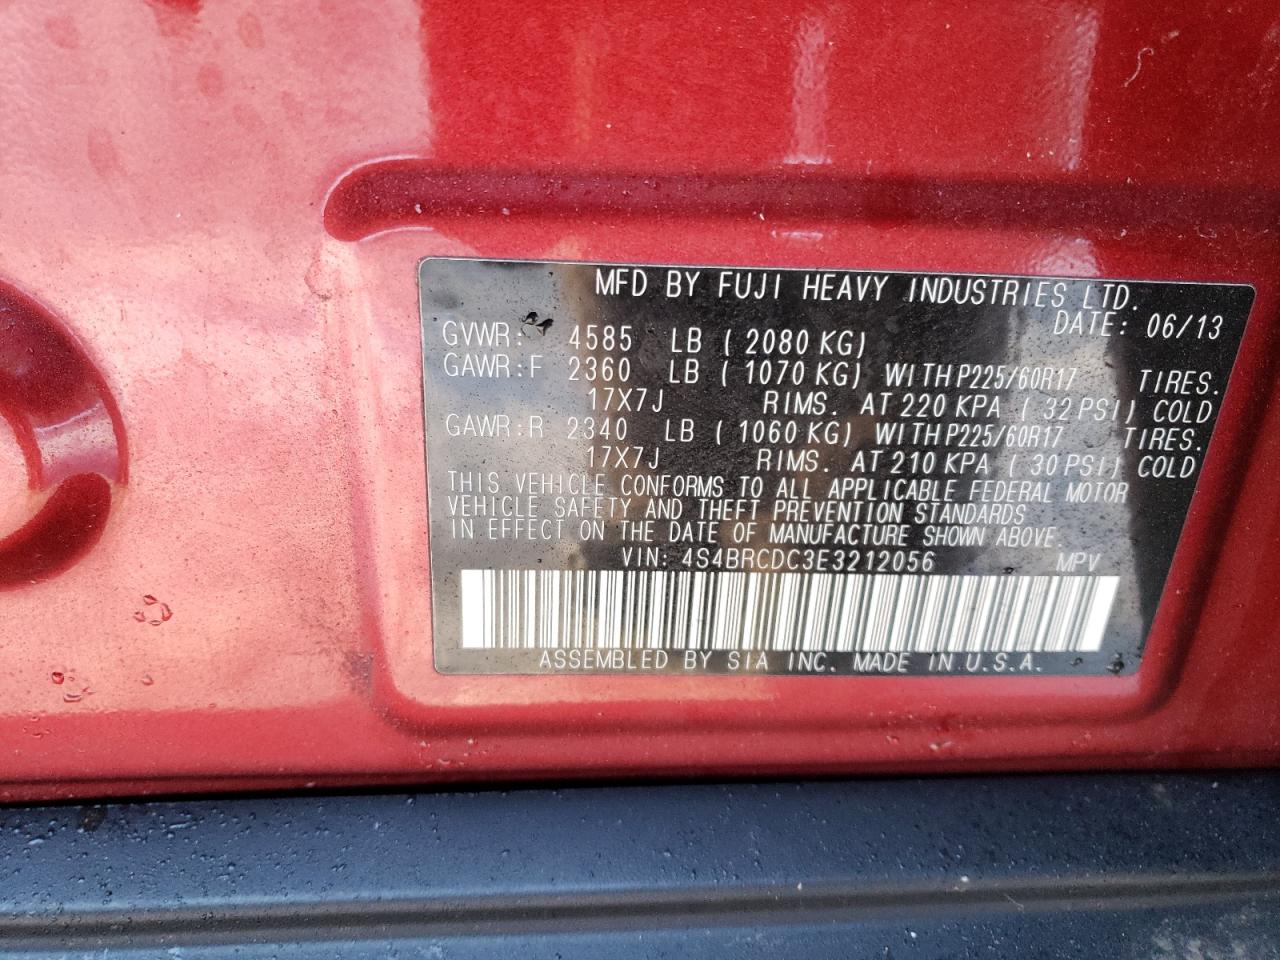 MFD BY FUJI HEAVY INDUSTRIES LTD.
DATE: 06/13
GVWR: 4585 LB (2080 KG)
GAWR:F 2360 LB (1070 KG) WITH P225/60R17 TIRES.
17X7J RIMS. AT 220 KPA (32 PSI) COLD
GAWR:R 2340 LB (1060 KG) WITH P225/60R17 TIRES.
17X7J RIMS. AT 210 KPA (30 PSI) COLD
THIS VEHICLE CONFORMS TO ALL APPLICABLE FEDERAL MOTOR
VEHICLE SAFETY AND THEFT PREVENTION STANDARDS
IN EFFECT ON THE DATE OF MANUFACTURE SHOWN ABOVE.
VIN: 4S4BRCDC3E3212056 MPV
ASSEMBLED BY SIA INC. MADE IN U.S.A.